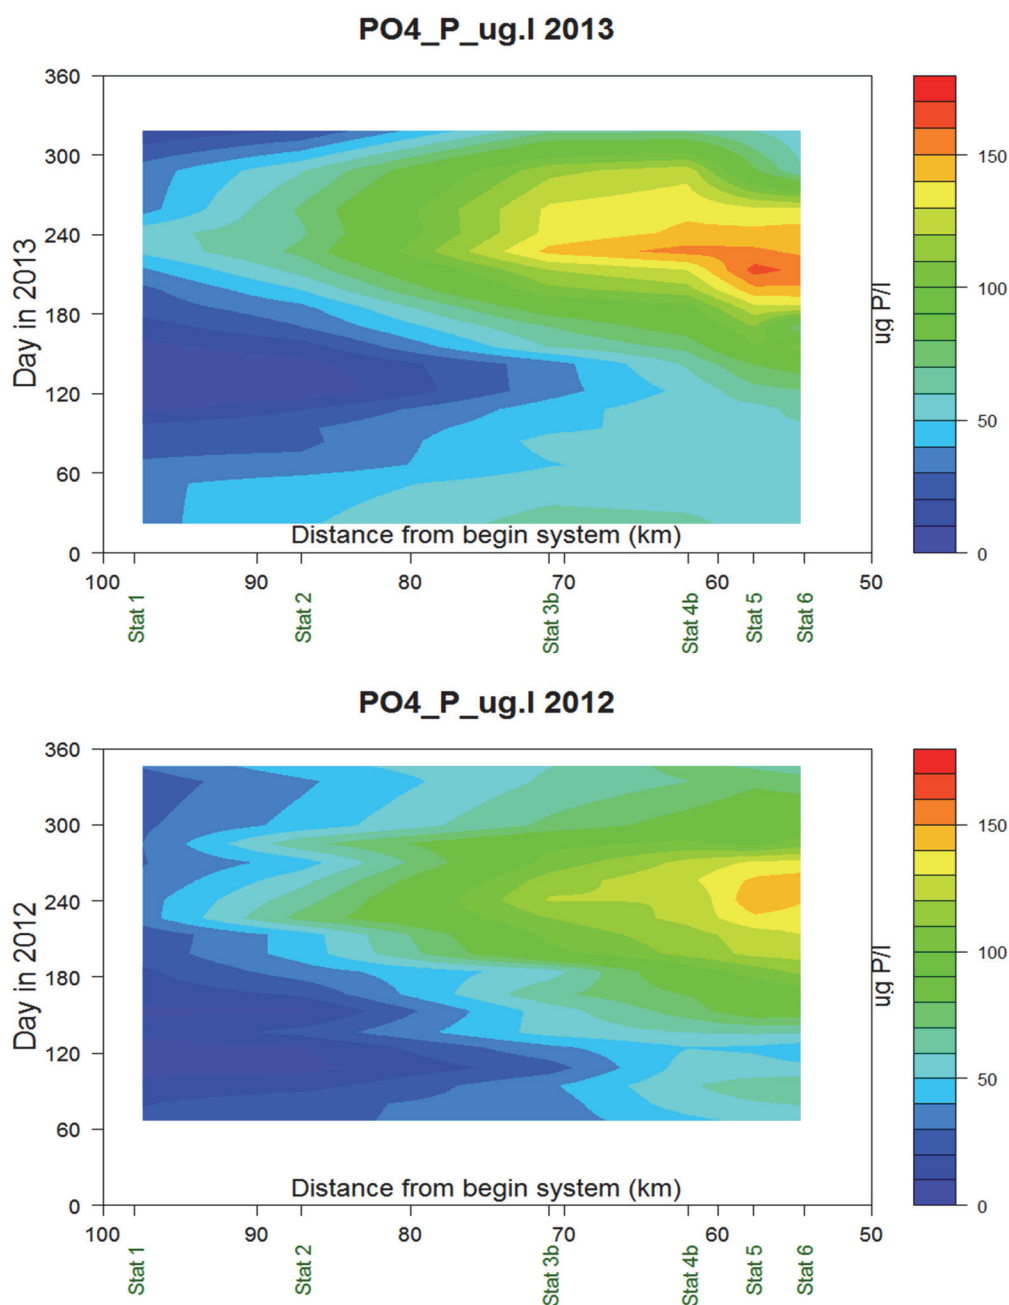 PO4_P_ug.l 2013
360
300
240
180
120
60
0
Day in 2013
Distance from begin system (km)
100
90
80
70
60
50
Stat 1
Stat 2
Stat 3b
Stat 4b
Stat 5
Stat 6
ug P/l
150
100
50
0
PO4_P_ug.l 2012
360
300
240
180
120
60
0
Day in 2012
Distance from begin system (km)
100
90
80
70
60
50
Stat 1
Stat 2
Stat 3b
Stat 4b
Stat 5
Stat 6
ug P/l
150
100
50
0